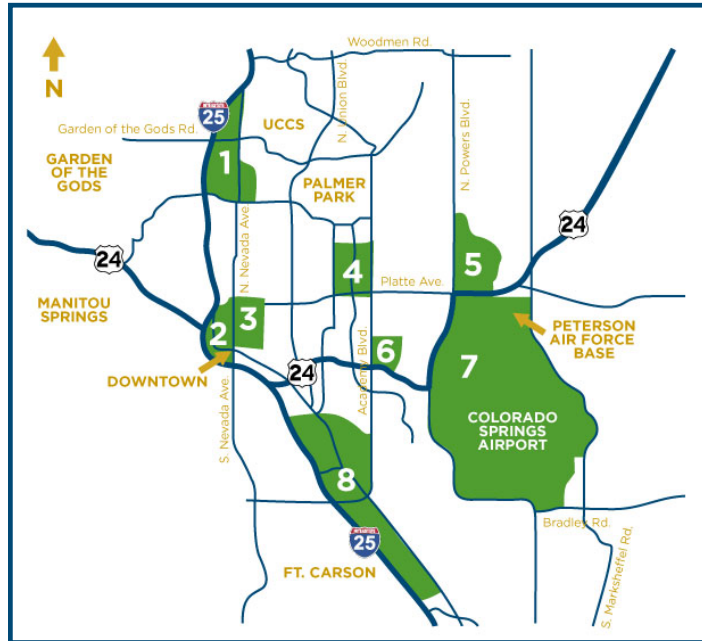 Woodmen Rd.
N
INTERSTATE
25
N. Union Blvd.
N. Powers Blvd.
UCCS
Garden of the Gods Rd.
GARDEN
OF THE
GODS
1
PALMER
PARK
24
24
N. Nevada Ave.
4
5
Platte Ave.
MANITOU
SPRINGS
2
3
PETERSON
AIR FORCE
BASE
6
7
DOWNTOWN
24
Academy Blvd.
S. Nevada Ave.
COLORADO
SPRINGS
AIRPORT
8
Bradley Rd.
INTERSTATE
25
FT. CARSON
S. Marksheffel Rd.